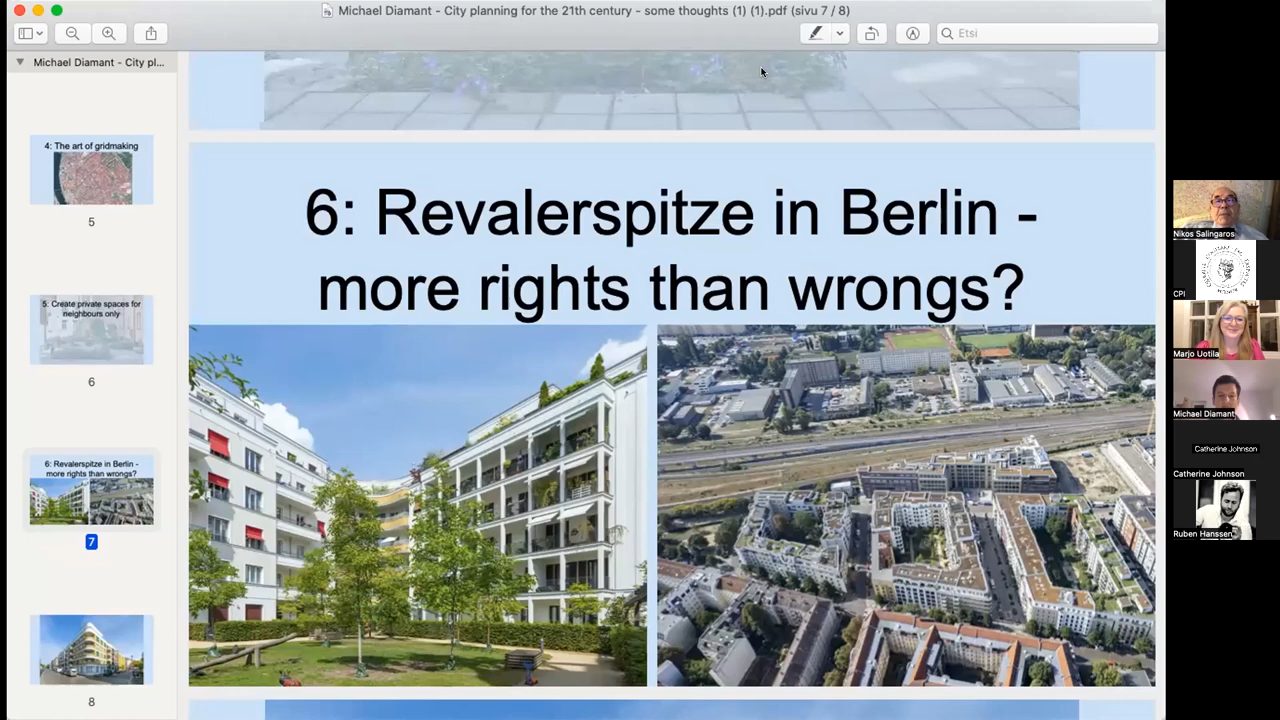 Michael Diamant - City planning for the 21th century - some thoughts (1) (1).pdf (sivu 7 / 8)
Etsi
Michael Diamant - City pl...
4: The art of gridmaking
5
5: Create private spaces for
neighbours only
6
6: Revalerspitze in Berlin -
more rights than wrongs?
7
8
6: Revalerspitze in Berlin -
more rights than wrongs?
Nikos Salingaros
CPI
Marjo Uotila
Michael Diamant
Catherine Johnson
Catherine Johnson
Ruben Hanssen